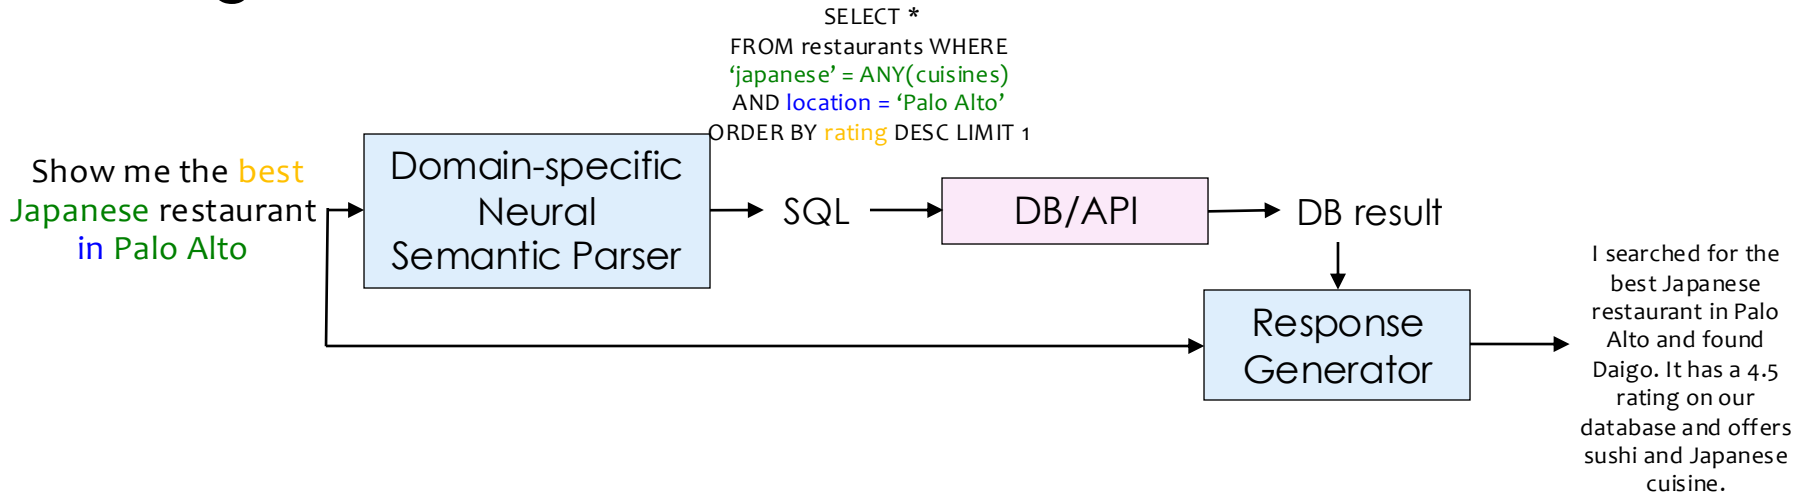 SELECT *
FROM restaurants WHERE
‘japanese’ = ANY(cuisines)
AND location = ‘Palo Alto’
ORDER BY rating DESC LIMIT 1
Show me the best
Japanese restaurant
in Palo Alto
Domain-specific
Neural
Semantic Parser
SQL
DB/API
DB result
Response
Generator
I searched for the
best Japanese
restaurant in Palo
Alto and found
Daigo. It has a 4.5
rating on our
database and offers
sushi and Japanese
cuisine.